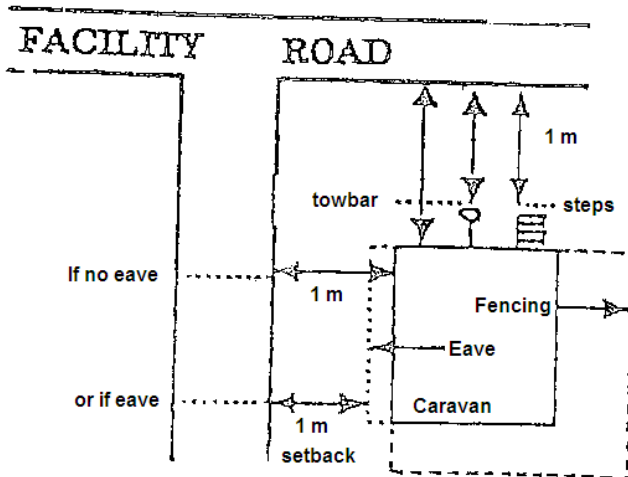 FACILITY ROAD
1 m
towbar
steps
If no eave
1 m
Fencing
Eave
or if eave
Caravan
1 m
setback